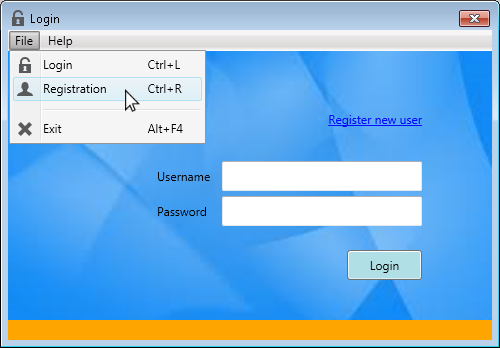 Login
File Help
Login Ctrl+L
Registration Ctrl+R
Exit Alt+F4
Register new user
Username
Password
Login